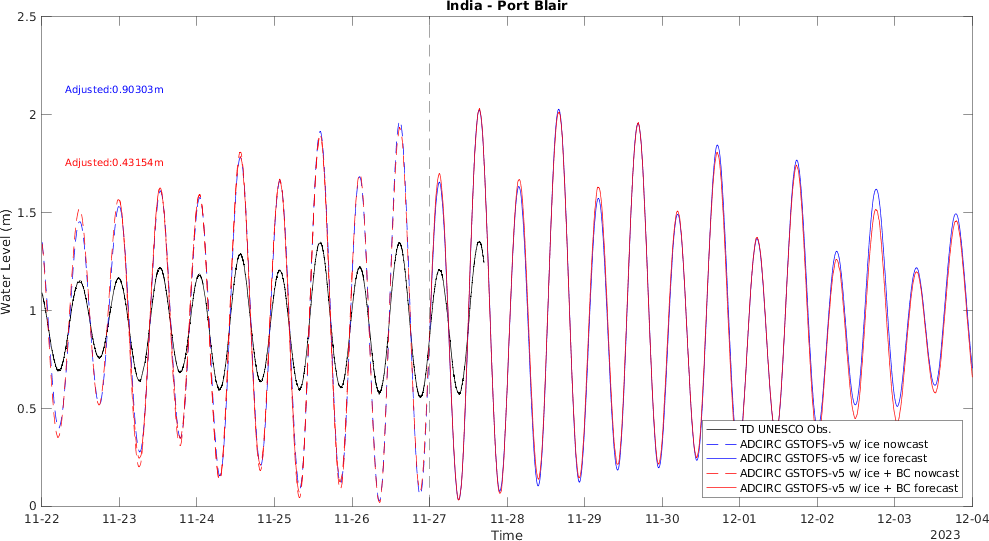 India - Port Blair
2.5
2
1.5
1
0.5
0
Water Level (m)
Adjusted:0.90303m
Adjusted:0.43154m
TD UNESCO Obs.
ADCIRC GSTOFS-v5 w/ ice nowcast
ADCIRC GSTOFS-v5 w/ ice forecast
ADCIRC GSTOFS-v5 w/ ice + BC nowcast
ADCIRC GSTOFS-v5 w/ ice + BC forecast
11-22 11-23 11-24 11-25 11-26 11-27 11-28 11-29 11-30 12-01 12-02 12-03 12-04
Time
2023